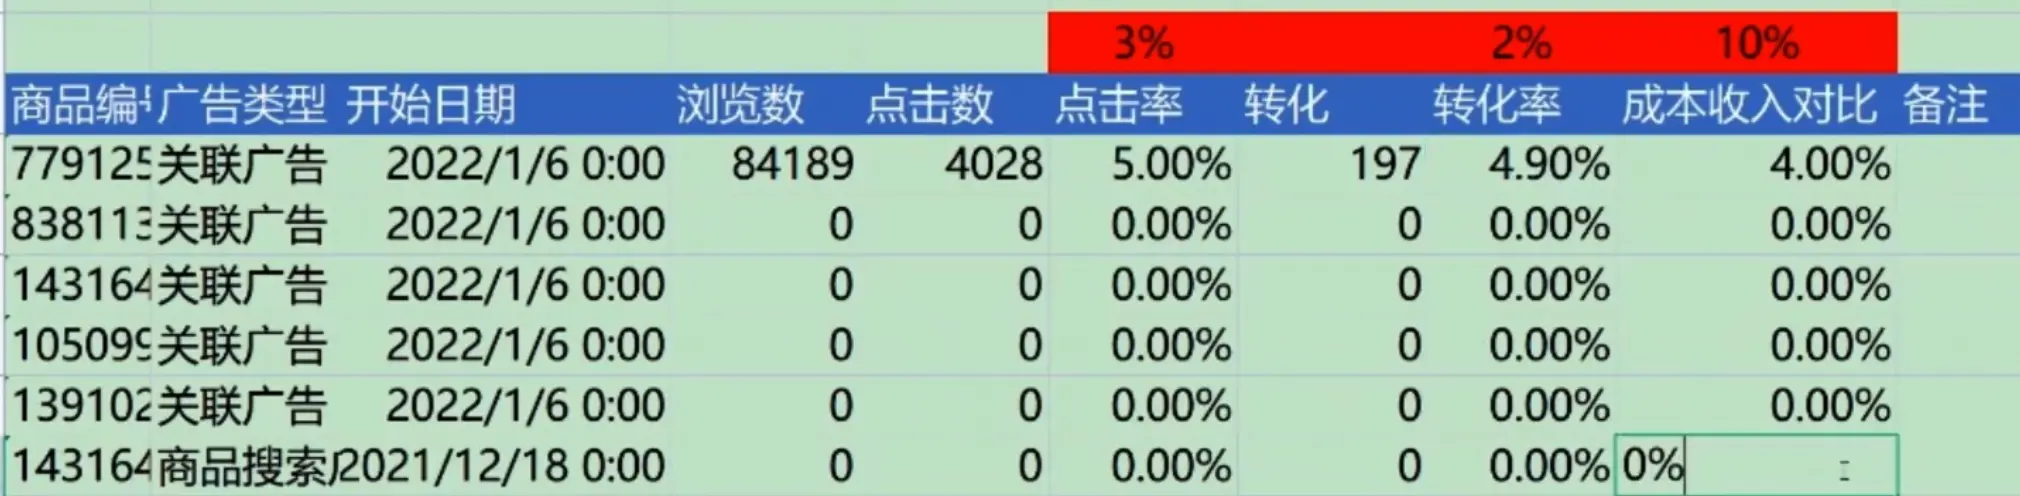 3% 2% 10%
商品编 广告类型 开始日期 浏览数 点击数 点击率 转化 转化率 成本收入对比 备注
779125 关联广告 2022/1/6 0:00 84189 4028 5.00% 197 4.90% 4.00%
838113 关联广告 2022/1/6 0:00 0 0 0.00% 0 0.00% 0.00%
143164 关联广告 2022/1/6 0:00 0 0 0.00% 0 0.00% 0.00%
105099 关联广告 2022/1/6 0:00 0 0 0.00% 0 0.00% 0.00%
139102 关联广告 2022/1/6 0:00 0 0 0.00% 0 0.00% 0.00%
143164 商品搜索 2021/12/18 0:00 0 0 0.00% 0 0.00% 0%